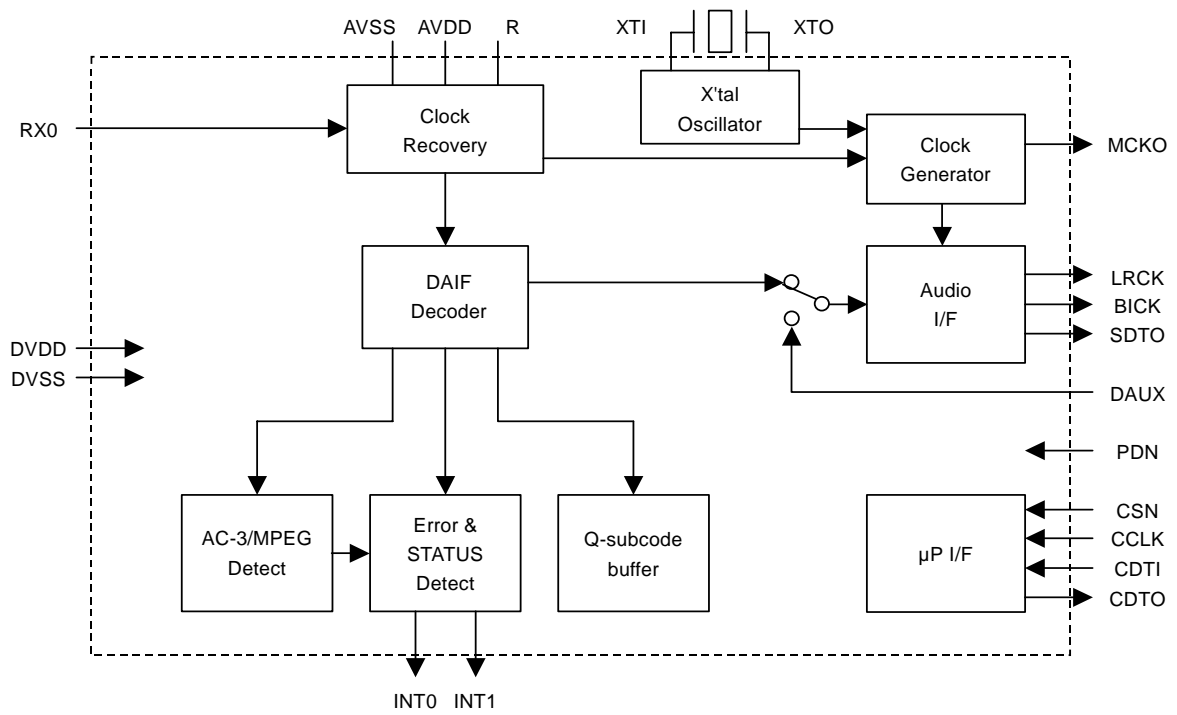 AVSS AVDD R
XTI XTO
RX0
Clock
Recovery
X'tal
Oscillator
Clock
Generator
MCKO
DAIF
Decoder
Audio
I/F
LRCK
BICK
SDTO
DVDD
DVSS
DAUX
PDN
AC-3/MPEG
Detect
Error &
STATUS
Detect
Q-subcode
buffer
µP I/F
CSN
CCLK
CDTI
CDTO
INT0 INT1